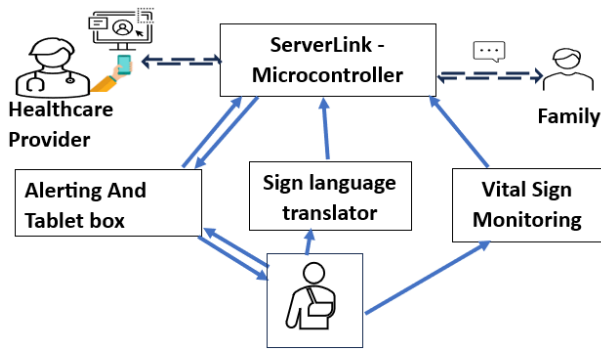 ServerLink -
Microcontroller
Healthcare
Provider
Family
Alerting And
Tablet box
Sign language
translator
Vital Sign
Monitoring